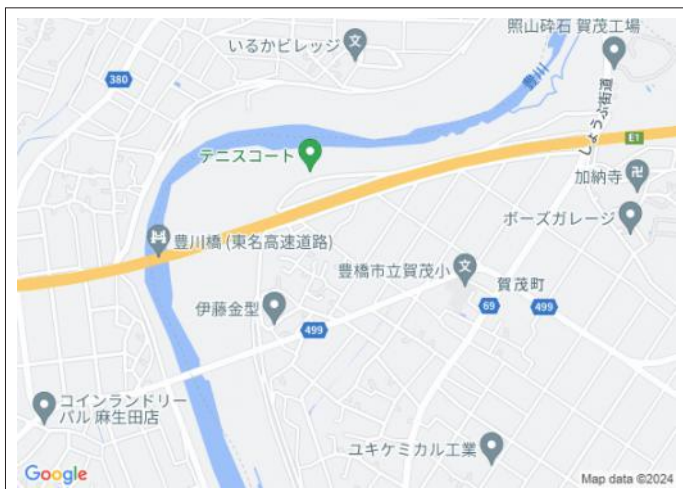 照山砕石 賀茂工場
いるかビレッジ
380
豊川
しょうぶ街道
E1
テニスコート
加納寺
ボーズガレージ
豊川橋 (東名高速道路)
豊橋市立賀茂小
賀茂町
69
499
伊藤金型
499
コインランドリー
パル 麻生田店
ユキケミカル工業
Google
Map data ©2024